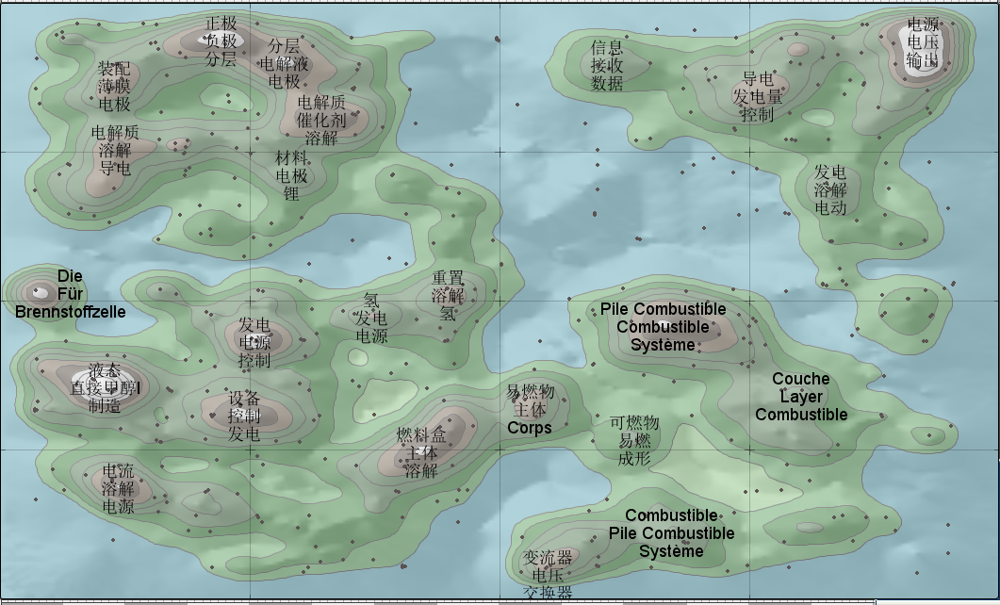 正极
负极
分层
分层
电解液
电极
装配
薄膜
电极
电解质
催化剂
溶解
电解质
溶解
导电
材料
电极
锂
信息
接收
数据
导电
发电量
控制
电源
电压
输出
发电
溶解
电动
Die
Für
Brennstoffzelle
重置
溶解
氢
氢
发电
电源
发电
电源
控制
Pile Combustible
Combustible
Système
液态
直接甲醇
制造
设备
控制
发电
燃料盒
主体
溶解
易燃物
主体
Corps
可燃物
易燃
成形
Couche
Layer
Combustible
电流
溶解
电源
Combustible
Pile Combustible
Système
变流器
电压
交换器